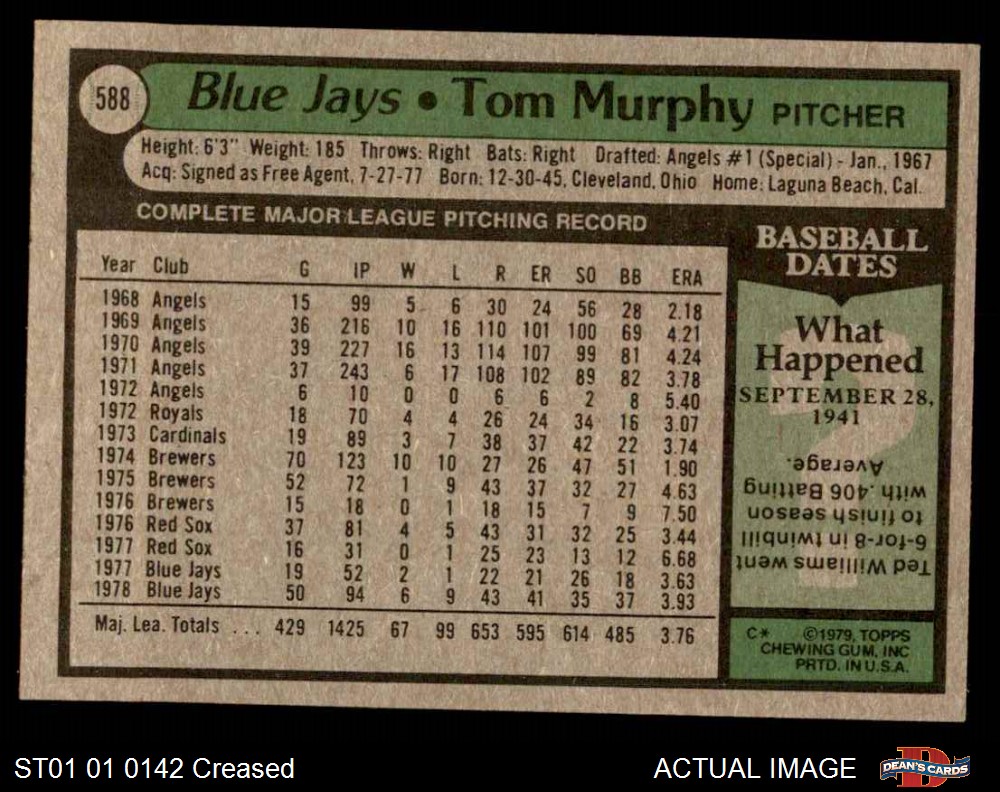 588
Blue Jays • Tom Murphy PITCHER
Height: 6'3" Weight: 185 Throws: Right Bats: Right Drafted: Angels #1 (Special) - Jan., 1967
Acq: Signed as Free Agent, 7-27-77 Born: 12-30-45, Cleveland, Ohio Home: Laguna Beach, Cal.
COMPLETE MAJOR LEAGUE PITCHING RECORD
Year Club G IP W L R ER SO BB ERA
1968 Angels 15 99 5 6 30 24 56 28 2.18
1969 Angels 36 216 10 16 110 101 100 69 4.21
1970 Angels 39 227 16 13 114 107 99 81 4.24
1971 Angels 37 243 6 17 108 102 89 82 3.78
1972 Angels 6 10 0 0 6 6 2 8 5.40
1972 Royals 18 70 4 4 26 24 34 16 3.07
1973 Cardinals 19 89 3 7 38 37 42 22 3.74
1974 Brewers 70 123 10 10 27 26 47 51 1.90
1975 Brewers 52 72 1 9 43 37 32 27 4.63
1976 Brewers 15 18 0 1 18 15 7 9 7.50
1976 Red Sox 37 81 4 5 43 31 32 25 3.44
1977 Red Sox 16 31 0 1 25 23 13 12 6.68
1977 Blue Jays 19 52 2 1 22 21 26 18 3.63
1978 Blue Jays 50 94 6 9 43 41 35 37 3.93
Maj. Lea. Totals ... 429 1425 67 99 653 595 614 485 3.76
BASEBALL
DATES
What
Happened
SEPTEMBER 28,
1941
Ted Williams went
6-for-8 in twinbill
to finish season
with .406 Batting
Average.
C* ©1979, TOPPS
CHEWING GUM, INC
PRTD. IN U.S.A.
ST01 01 0142 Creased
ACTUAL IMAGE
D
DEAN'S CARDS